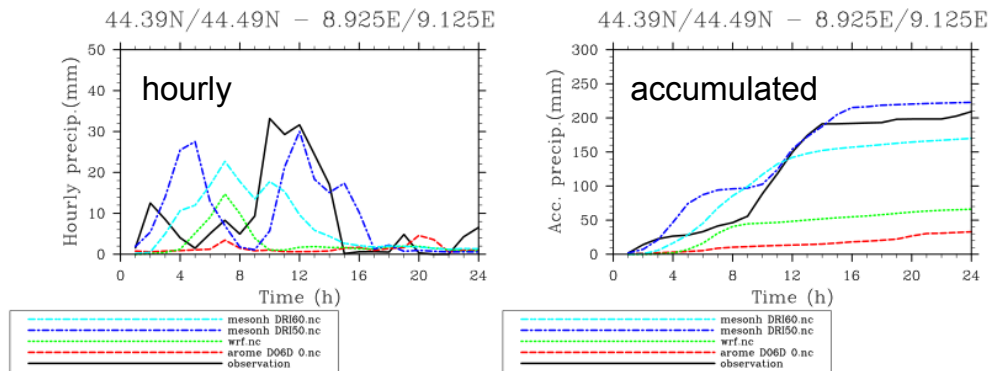 44.39N/44.49N - 8.925E/9.125E
hourly
Hourly precip.(mm)
50
40
30
20
10
0
0 4 8 12 16 20 24
Time (h)
mesonh DRI60.nc
mesonh DRI50.nc
wrf.nc
arome D06D 0.nc
observation
44.39N/44.49N - 8.925E/9.125E
accumulated
Acc. precip.(mm)
300
250
200
150
100
50
0
0 4 8 12 16 20 24
Time (h)
mesonh DRI60.nc
mesonh DRI50.nc
wrf.nc
arome D06D 0.nc
observation